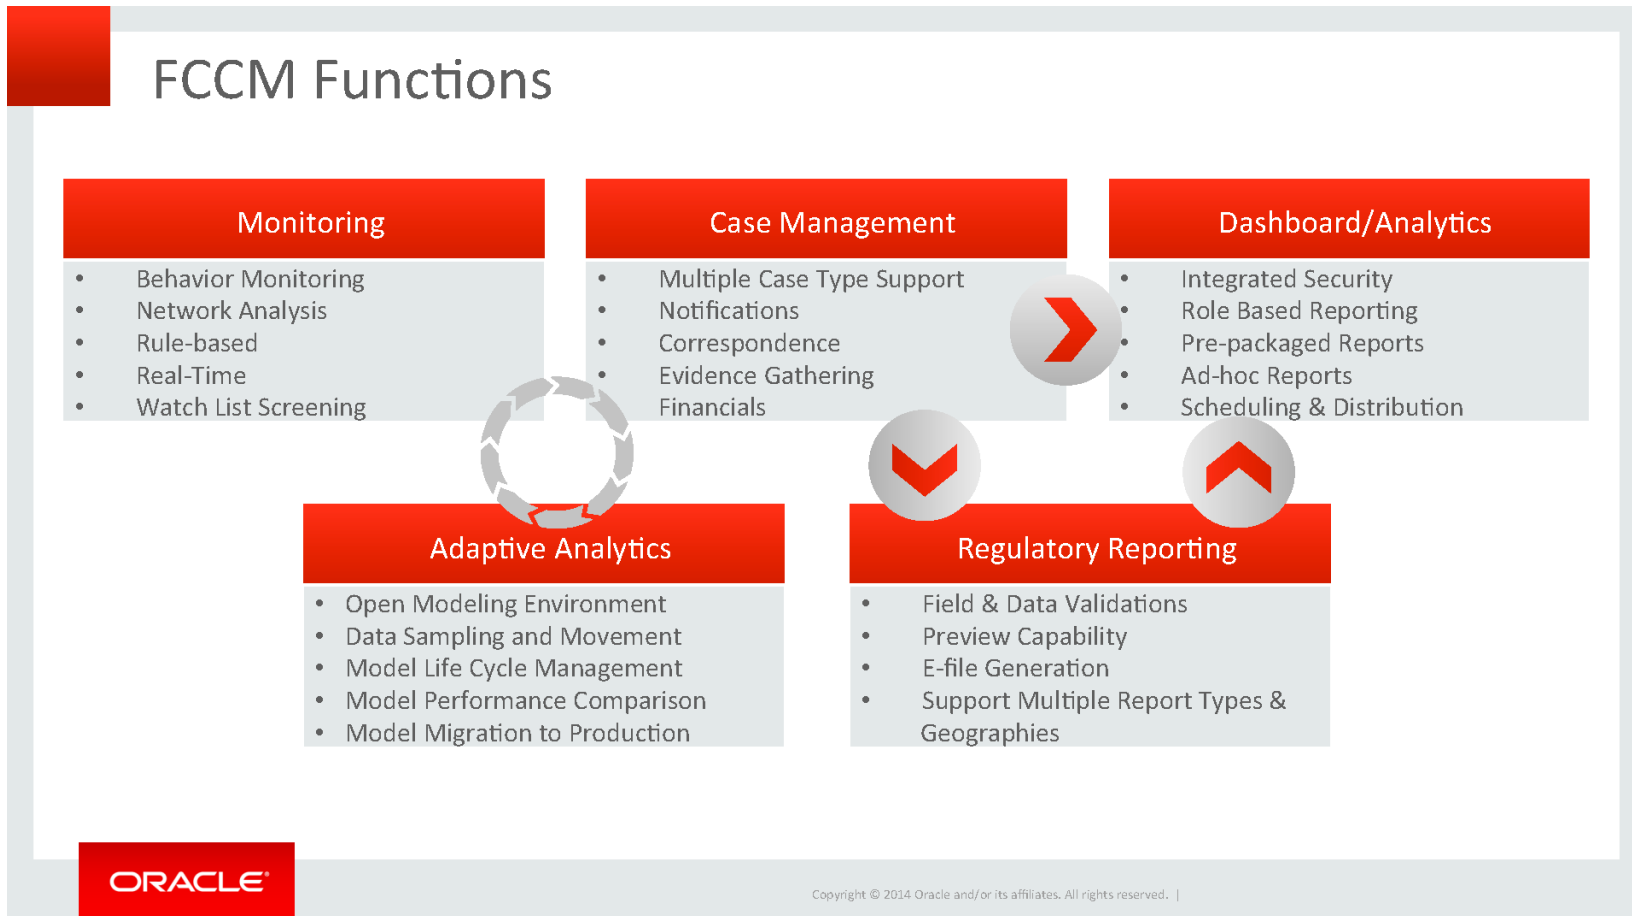 FCCM Functions
Monitoring
• Behavior Monitoring
• Network Analysis
• Rule-based
• Real-Time
• Watch List Screening
Case Management
• Multiple Case Type Support
• Notifications
• Correspondence
• Evidence Gathering
Financials
Dashboard/Analytics
• Integrated Security
• Role Based Reporting
• Pre-packaged Reports
• Ad-hoc Reports
• Scheduling & Distribution
Adaptive Analytics
• Open Modeling Environment
• Data Sampling and Movement
• Model Life Cycle Management
• Model Performance Comparison
• Model Migration to Production
Regulatory Reporting
• Field & Data Validations
• Preview Capability
• E-file Generation
• Support Multiple Report Types &
Geographies
ORACLE®
Copyright © 2014 Oracle and/or its affiliates. All rights reserved. |